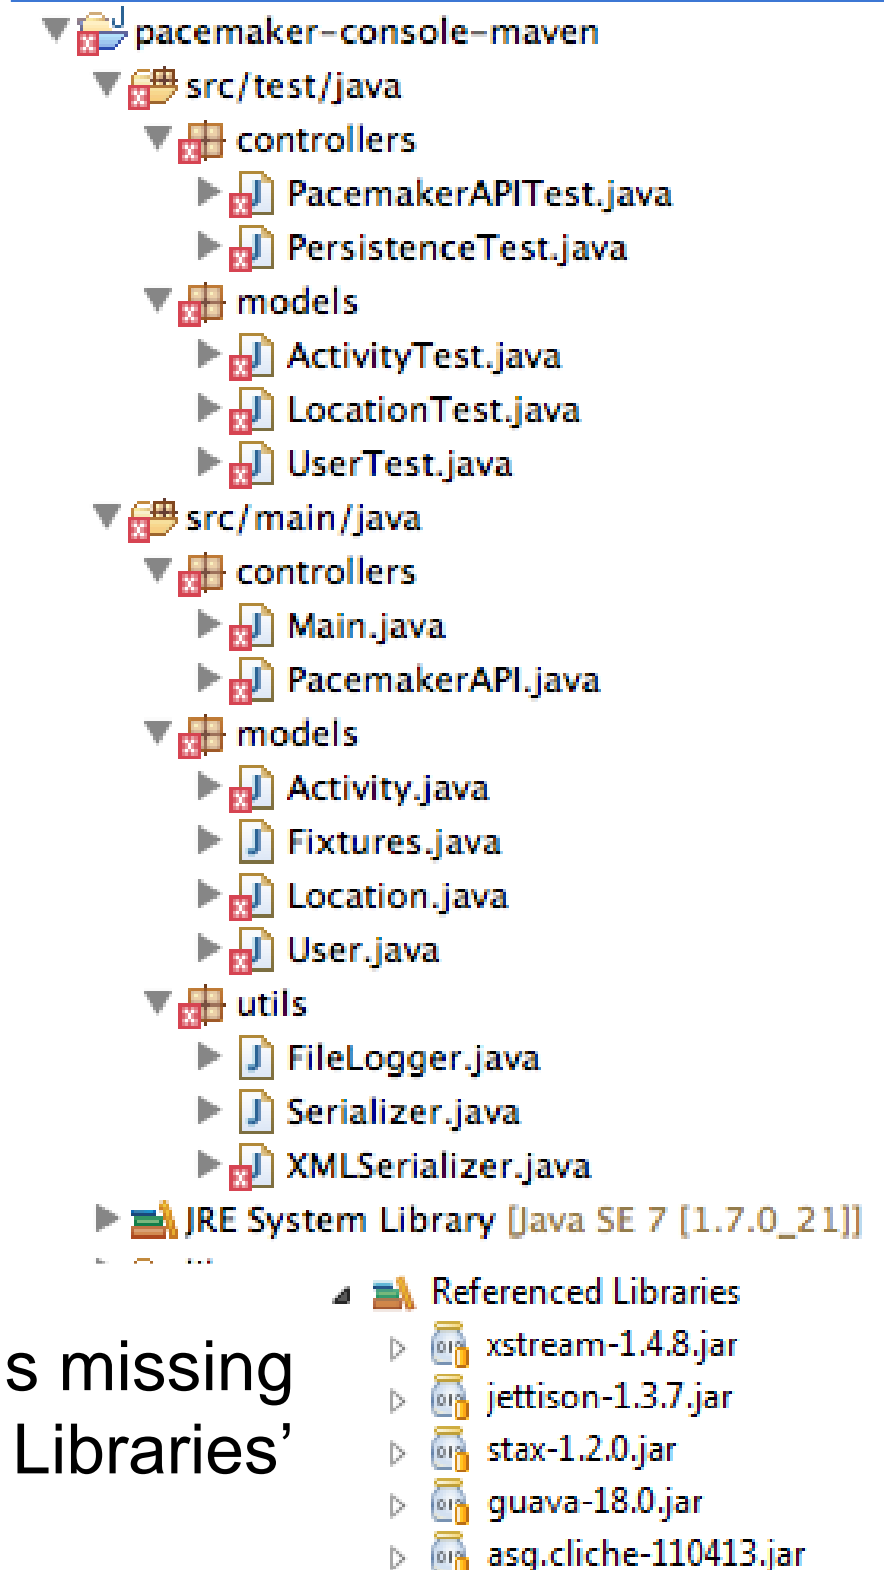 pacemaker-console-maven
src/test/java
controllers
PacemakerAPITest.java
PersistenceTest.java
models
ActivityTest.java
LocationTest.java
UserTest.java
src/main/java
controllers
Main.java
PacemakerAPI.java
models
Activity.java
Fixtures.java
Location.java
User.java
utils
FileLogger.java
Serializer.java
XMLSerializer.java
JRE System Library [Java SE 7 [1.7.0_21]]
Referenced Libraries
xstream-1.4.8.jar
s missing
jettison-1.3.7.jar
Libraries’
stax-1.2.0.jar
guava-18.0.jar
asg.cliche-110413.jar